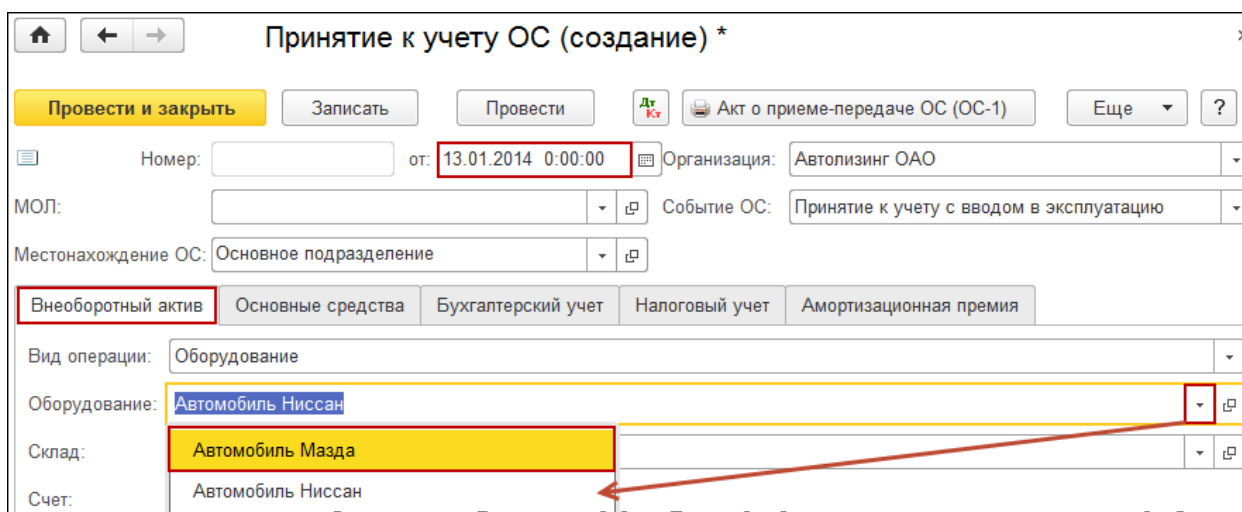 Принятие к учету ОС (создание) *
Провести и закрыть Записать Провести Дт Кт Акт о приеме-передаче ОС (ОС-1) Еще ?
Номер: от: 13.01.2014 0:00:00 Организация: Автолизинг ОАО
МОЛ: Событие ОС: Принятие к учету с вводом в эксплуатацию
Местонахождение ОС: Основное подразделение
Внеоборотный актив Основные средства Бухгалтерский учет Налоговый учет Амортизационная премия
Вид операции: Оборудование
Оборудование: Автомобиль Ниссан
Склад: Автомобиль Мазда
Счет: Автомобиль Ниссан